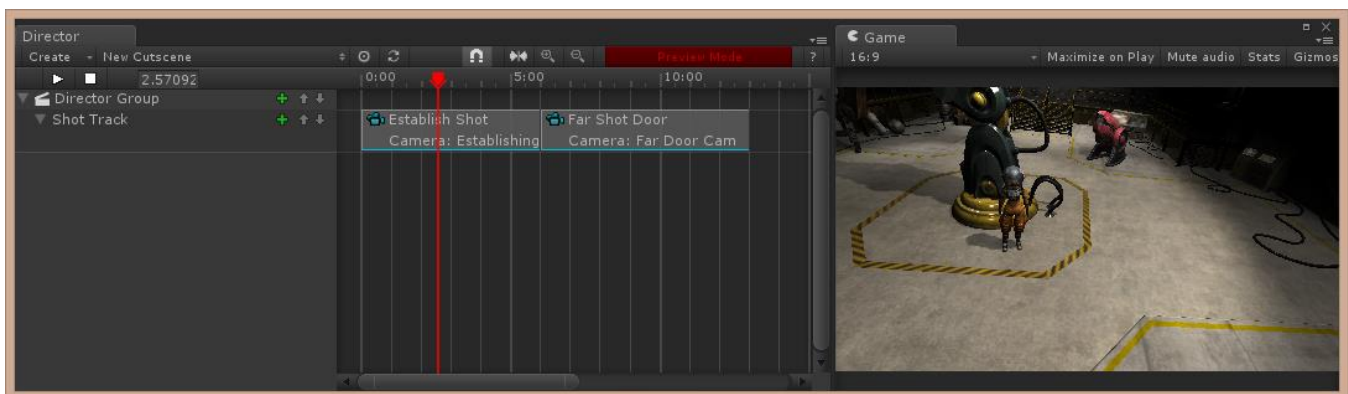 Director
Create New Cutscene Preview Mode ?
2.57092 0:00 5:00 10:00
Director Group
Shot Track
Establish Shot Far Shot Door
Camera: Establishing Camera: Far Door Cam
Game
16:9 Maximize on Play Mute audio Stats Gizmos